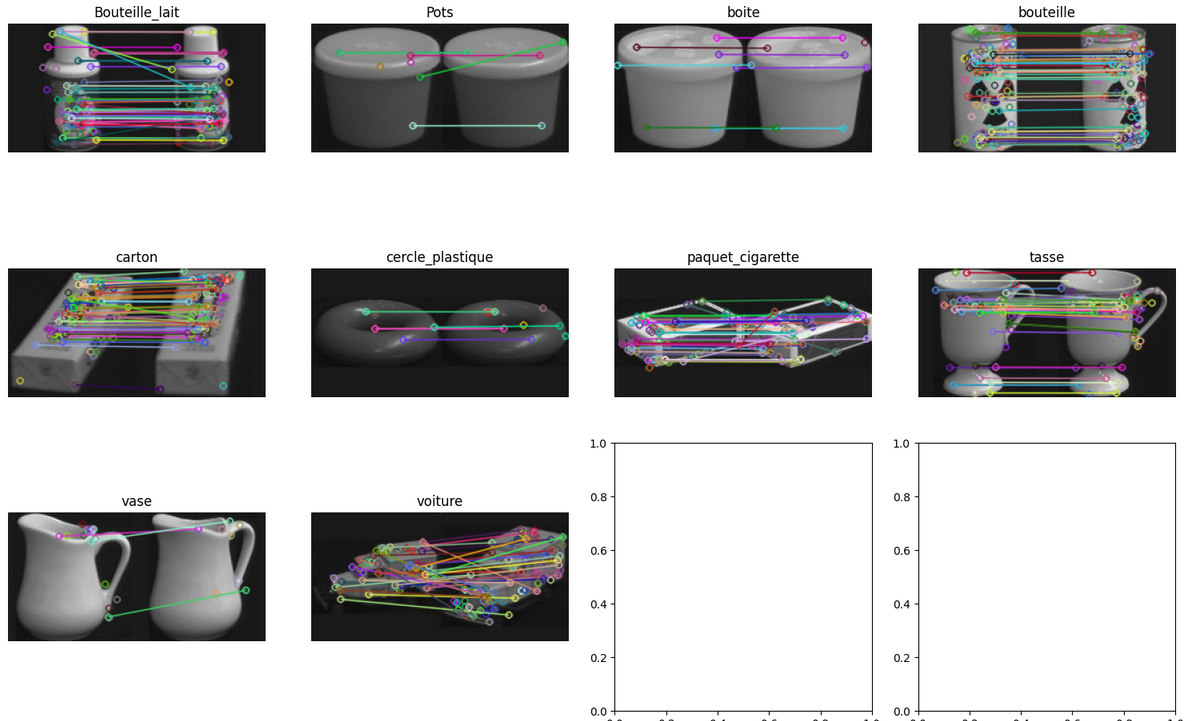 Bouteille_lait
Pots
boite
bouteille
carton
cercle_plastique
paquet_cigarette
tasse
vase
voiture
1.0
0.8
0.6
0.4
0.2
0.0
1.0
0.8
0.6
0.4
0.2
0.0